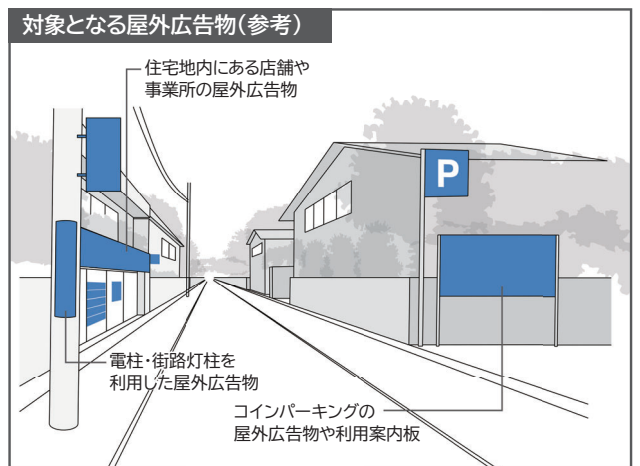 対象となる屋外広告物（参考）
住宅地内にある店舗や
事業所の屋外広告物
P
電柱・街路灯柱を
利用した屋外広告物
コインパーキングの
屋外広告物や利用案内板